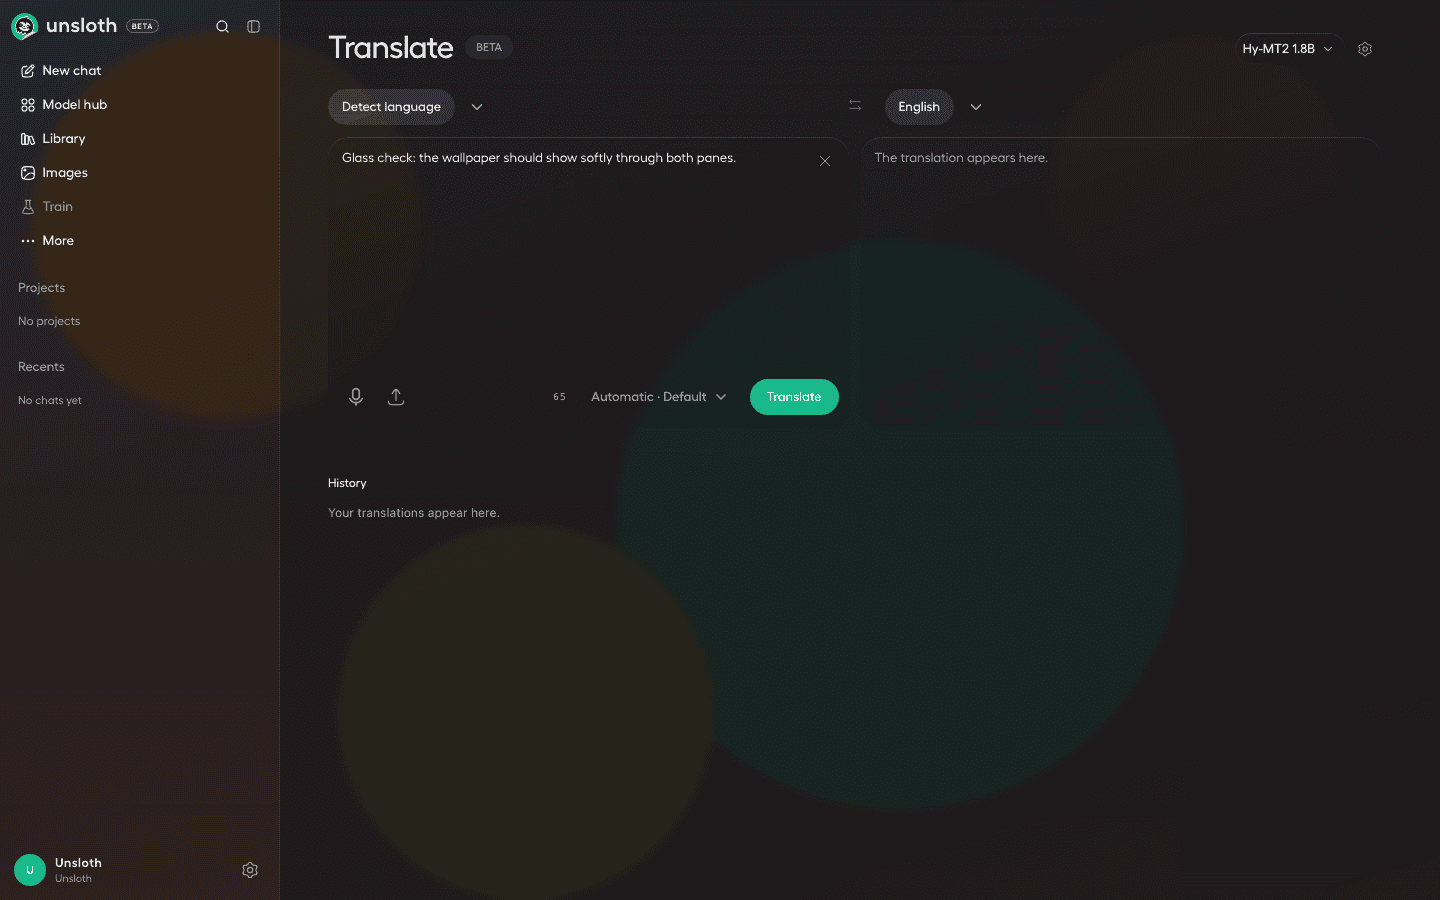 unsloth BETA
New chat
Model hub
Library
Images
Train
More
Projects
No projects
Recents
No chats yet
U
Unsloth
Unsloth
Translate BETA
Hy-MT2 1.8B
Detect language
English
Glass check: the wallpaper should show softly through both panes.
The translation appears here.
65
Automatic · Default
Translate
History
Your translations appear here.